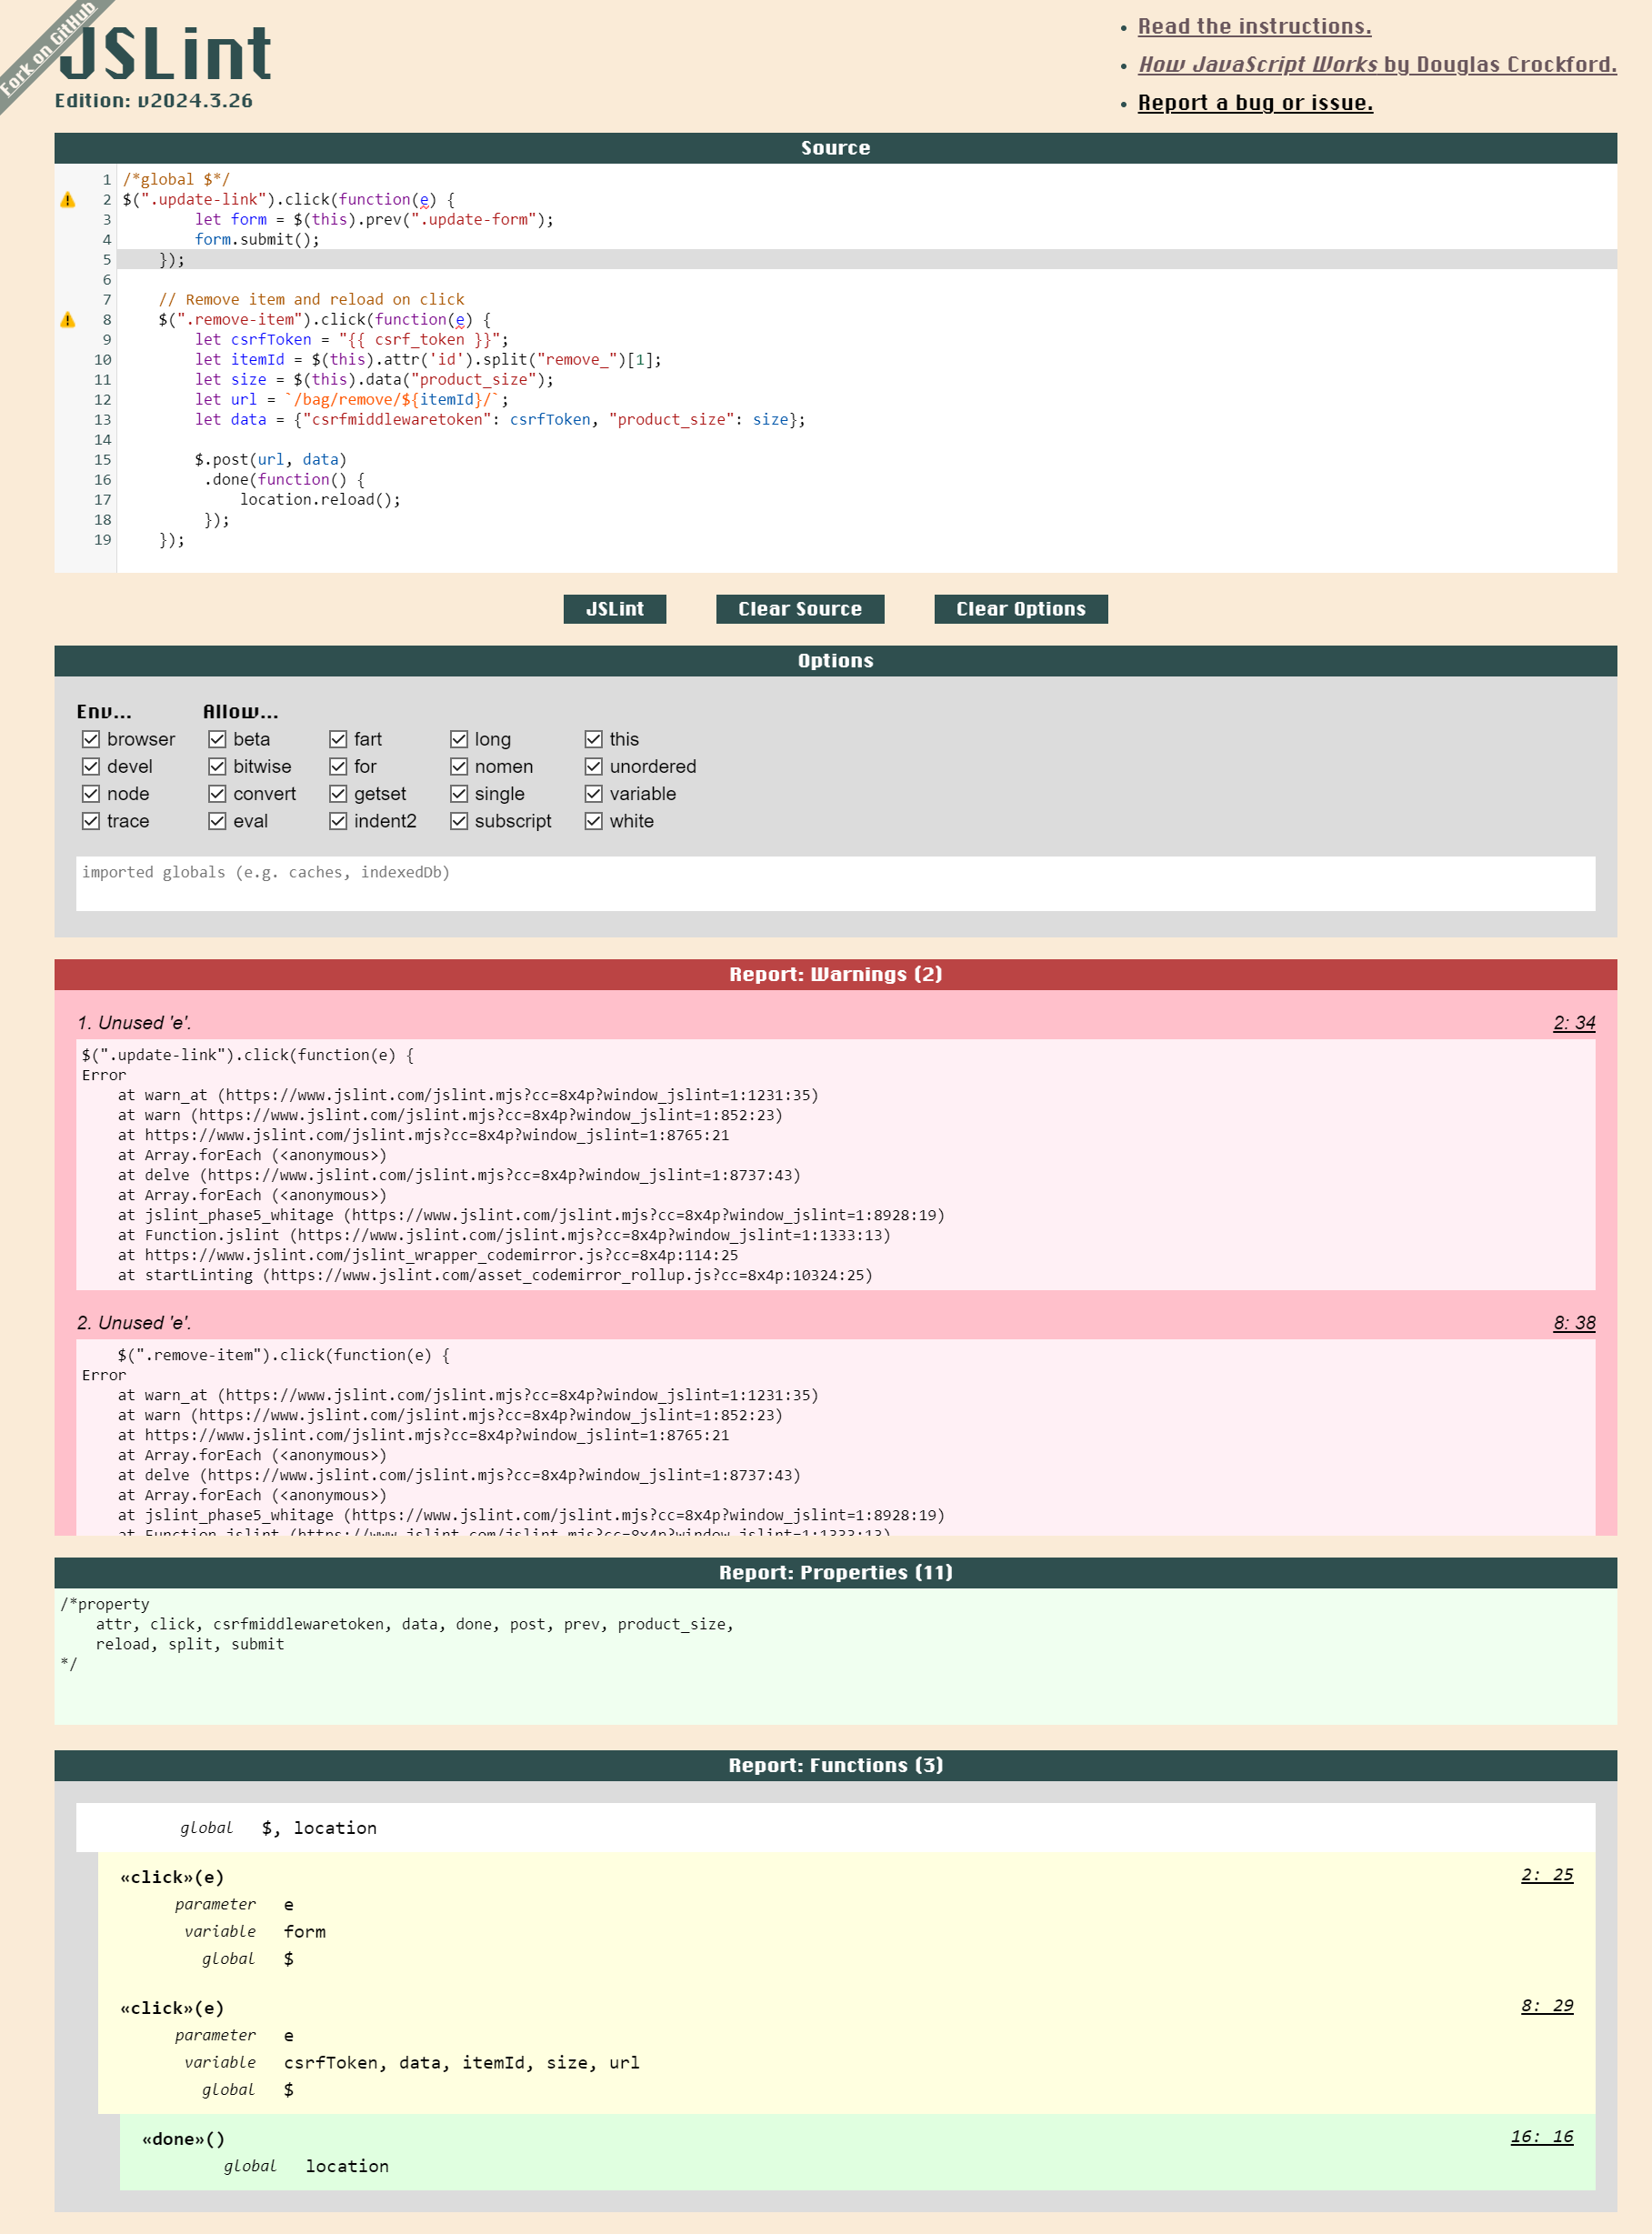 Fork on GitHub
JSLint
Edition: v2024.3.26
Read the instructions.
How JavaScript Works by Douglas Crockford.
Report a bug or issue.
Source
1 /*global $*/
2 $(".update-link").click(function(e) {
3         let form = $(this).prev(".update-form");
4         form.submit();
5     });
6
7     // Remove item and reload on click
8     $(".remove-item").click(function(e) {
9         let csrfToken = "{{ csrf_token }}";
10         let itemId = $(this).attr('id').split("remove_")[1];
11         let size = $(this).data("product_size");
12         let url = `/bag/remove/${itemId}/`;
13         let data = {"csrfmiddlewaretoken": csrfToken, "product_size": size};
14
15         $.post(url, data)
16          .done(function() {
17              location.reload();
18          });
19     });
JSLint Clear Source Clear Options
Options
Env... Allow...
browser beta fart long this
devel bitwise for nomen unordered
node convert getset single variable
trace eval indent2 subscript white
imported globals (e.g. caches, indexedDb)
Report: Warnings (2)
1. Unused 'e'. 2: 34
$(".update-link").click(function(e) {
Error
    at warn_at (https://www.jslint.com/jslint.mjs?cc=8x4p?window_jslint=1:1231:35)
    at warn (https://www.jslint.com/jslint.mjs?cc=8x4p?window_jslint=1:852:23)
    at https://www.jslint.com/jslint.mjs?cc=8x4p?window_jslint=1:8765:21
    at Array.forEach (<anonymous>)
    at delve (https://www.jslint.com/jslint.mjs?cc=8x4p?window_jslint=1:8737:43)
    at Array.forEach (<anonymous>)
    at jslint_phase5_whitage (https://www.jslint.com/jslint.mjs?cc=8x4p?window_jslint=1:8928:19)
    at Function.jslint (https://www.jslint.com/jslint.mjs?cc=8x4p?window_jslint=1:1333:13)
    at https://www.jslint.com/jslint_wrapper_codemirror.js?cc=8x4p:114:25
    at startLinting (https://www.jslint.com/asset_codemirror_rollup.js?cc=8x4p:10324:25)
2. Unused 'e'. 8: 38
    $(".remove-item").click(function(e) {
Error
    at warn_at (https://www.jslint.com/jslint.mjs?cc=8x4p?window_jslint=1:1231:35)
    at warn (https://www.jslint.com/jslint.mjs?cc=8x4p?window_jslint=1:852:23)
    at https://www.jslint.com/jslint.mjs?cc=8x4p?window_jslint=1:8765:21
    at Array.forEach (<anonymous>)
    at delve (https://www.jslint.com/jslint.mjs?cc=8x4p?window_jslint=1:8737:43)
    at Array.forEach (<anonymous>)
    at jslint_phase5_whitage (https://www.jslint.com/jslint.mjs?cc=8x4p?window_jslint=1:8928:19)
    at Function.jslint (https://www.jslint.com/jslint.mjs?cc=8x4p?window_jslint=1:1333:13)
Report: Properties (11)
/*property
    attr, click, csrfmiddlewaretoken, data, done, post, prev, product_size,
    reload, split, submit
*/
Report: Functions (3)
global $, location
«click»(e) 2: 25
parameter e
variable form
global $
«click»(e) 8: 29
parameter e
variable csrfToken, data, itemId, size, url
global $
«done»() 16: 16
global location